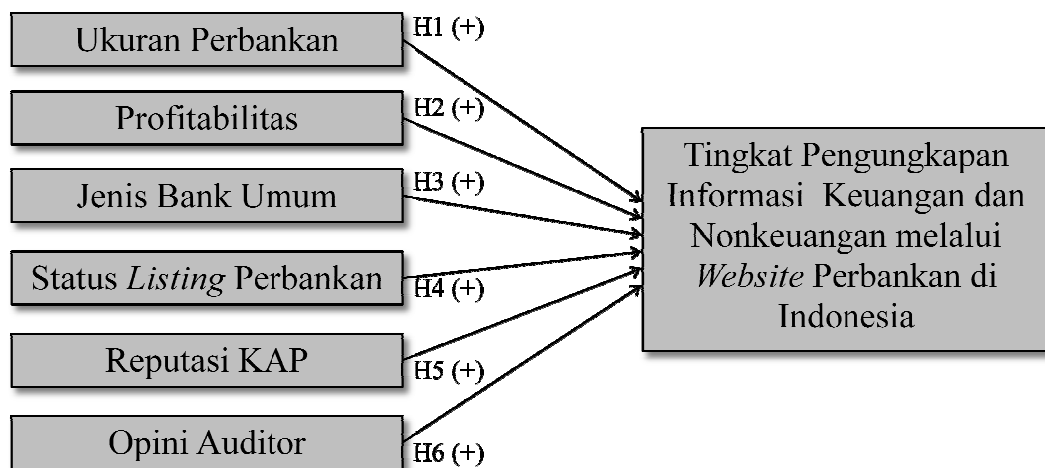 Ukuran Perbankan
H1 (+)
Profitabilitas
H2 (+)
Jenis Bank Umum
H3 (+)
Status Listing Perbankan
H4 (+)
Reputasi KAP
H5 (+)
Opini Auditor
H6 (+)
Tingkat Pengungkapan
Informasi Keuangan dan
Nonkeuangan melalui
Website Perbankan di
Indonesia